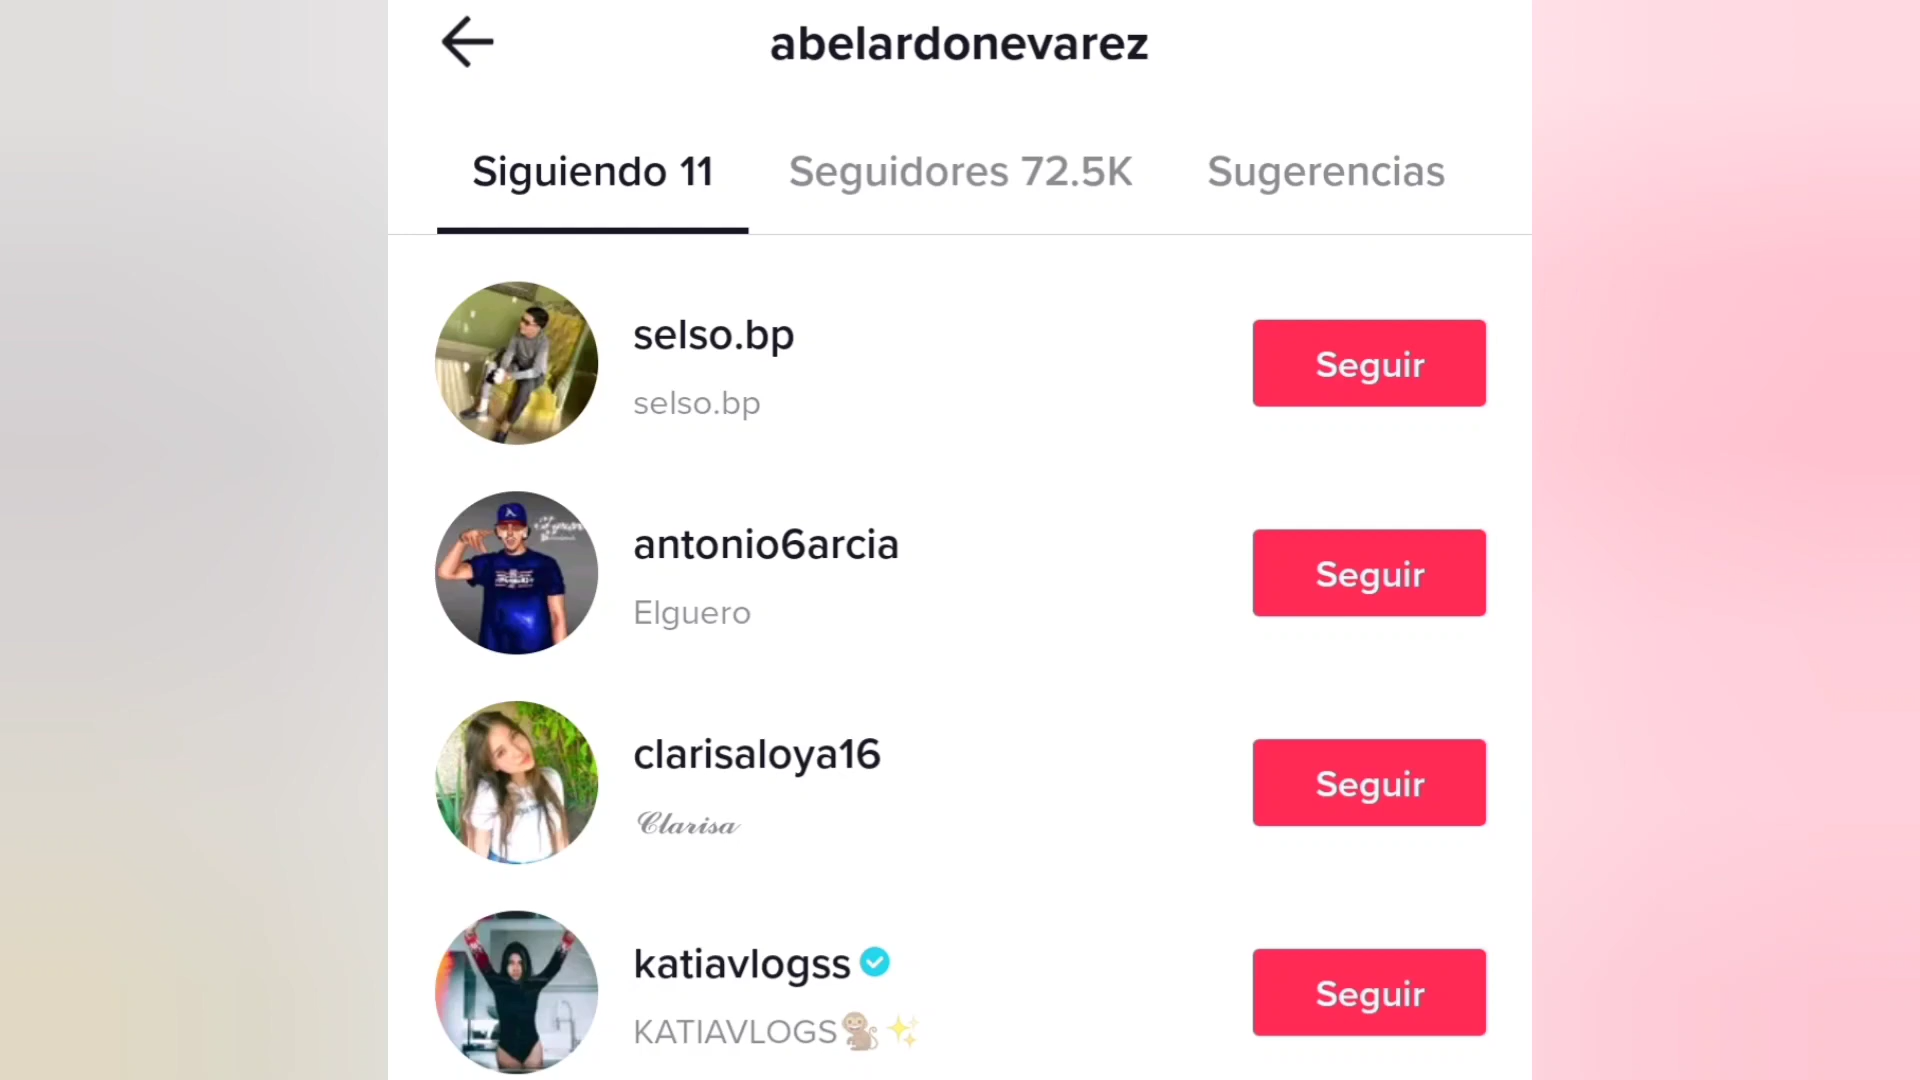 abelardonevarez
Siguiendo 11 Seguidores 72.5K Sugerencias
selso.bp
selso.bp
Seguir
antonio6arcia
Elguero
Seguir
clarisaloya16
𝒞𝓁𝒶𝓇𝒾𝓈𝒶
Seguir
katiavlogss
KATIAVLOGS🐒✨
Seguir